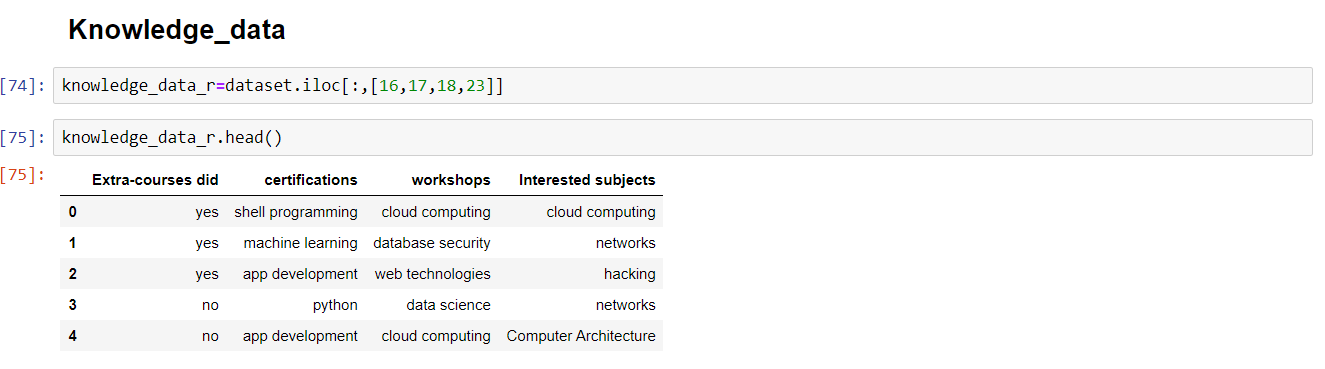 Knowledge_data
[74]: knowledge_data_r=dataset.iloc[:,[16,17,18,23]]
[75]: knowledge_data_r.head()
[75]:
Extra-courses did certifications workshops Interested subjects
0 yes shell programming cloud computing cloud computing
1 yes machine learning database security networks
2 yes app development web technologies hacking
3 no python data science networks
4 no app development cloud computing Computer Architecture